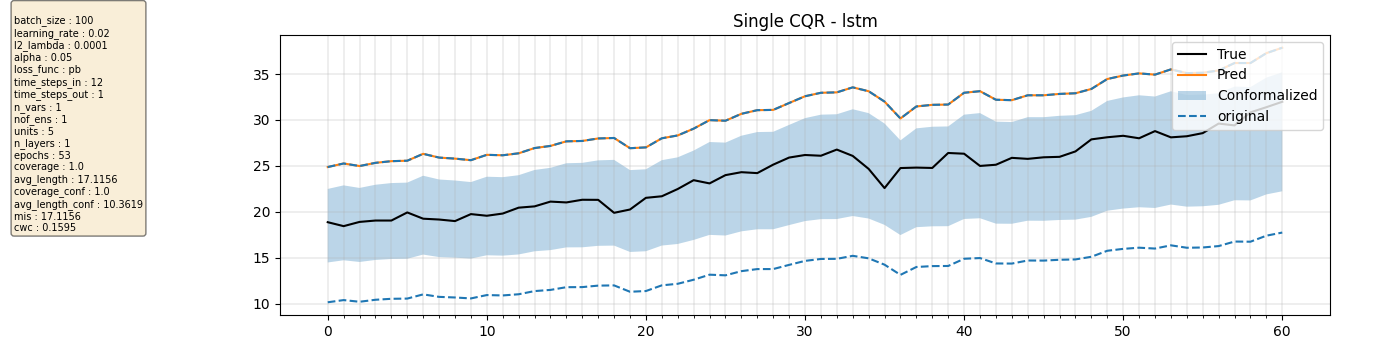 Single CQR - lstm
batch_size : 100
learning_rate : 0.02
l2_lambda : 0.0001
alpha : 0.05
loss_func : pb
time_steps_in : 12
time_steps_out : 1
n_vars : 1
nof_ens : 1
units : 5
n_layers : 1
epochs : 53
coverage : 1.0
avg_length : 17.1156
coverage_conf : 1.0
avg_length_conf : 10.3619
mis : 17.1156
cwc : 0.1595
35
30
25
20
15
10
True
Pred
Conformalized
original
0 10 20 30 40 50 60